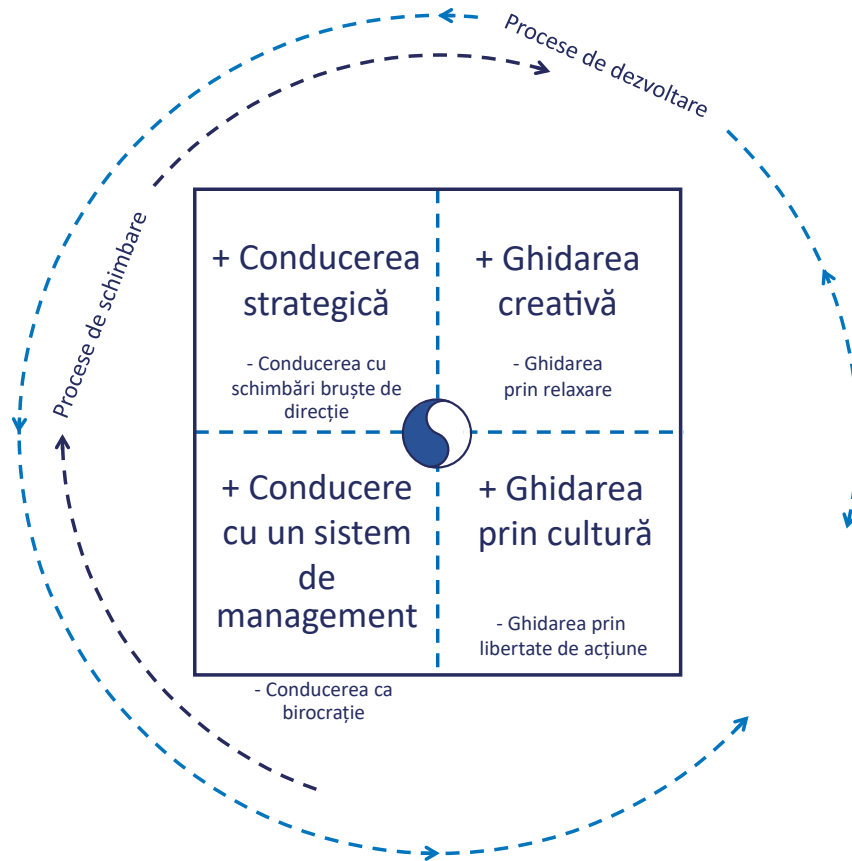 Procese de dezvoltare
Procese de schimbare
+ Conducerea
strategică
- Conducerea cu
schimbări bruște de
direcție
+ Ghidarea
creativă
- Ghidarea
prin relaxare
+ Conducere
cu un sistem
de
management
- Conducerea ca
birocrație
+ Ghidarea
prin cultură
- Ghidarea prin
libertate de acțiune